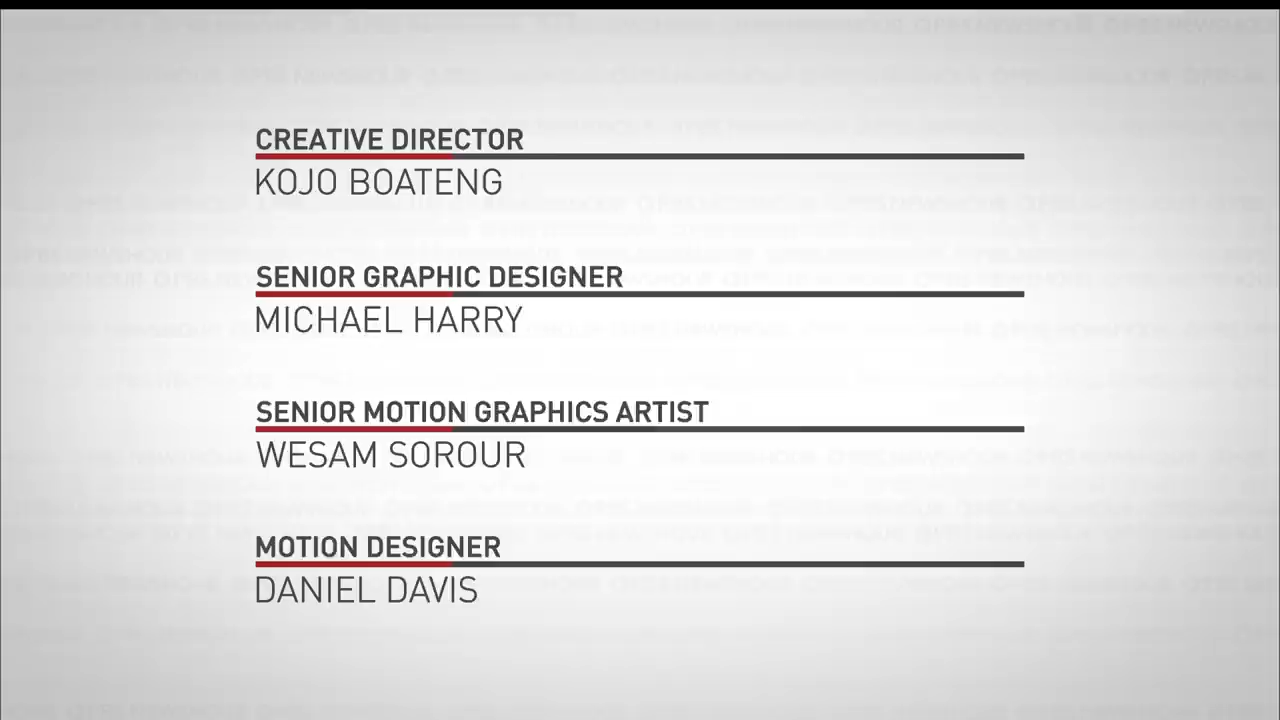 CREATIVE DIRECTOR
KOJO BOATENG
SENIOR GRAPHIC DESIGNER
MICHAEL HARRY
SENIOR MOTION GRAPHICS ARTIST
WESAM SOROUR
MOTION DESIGNER
DANIEL DAVIS